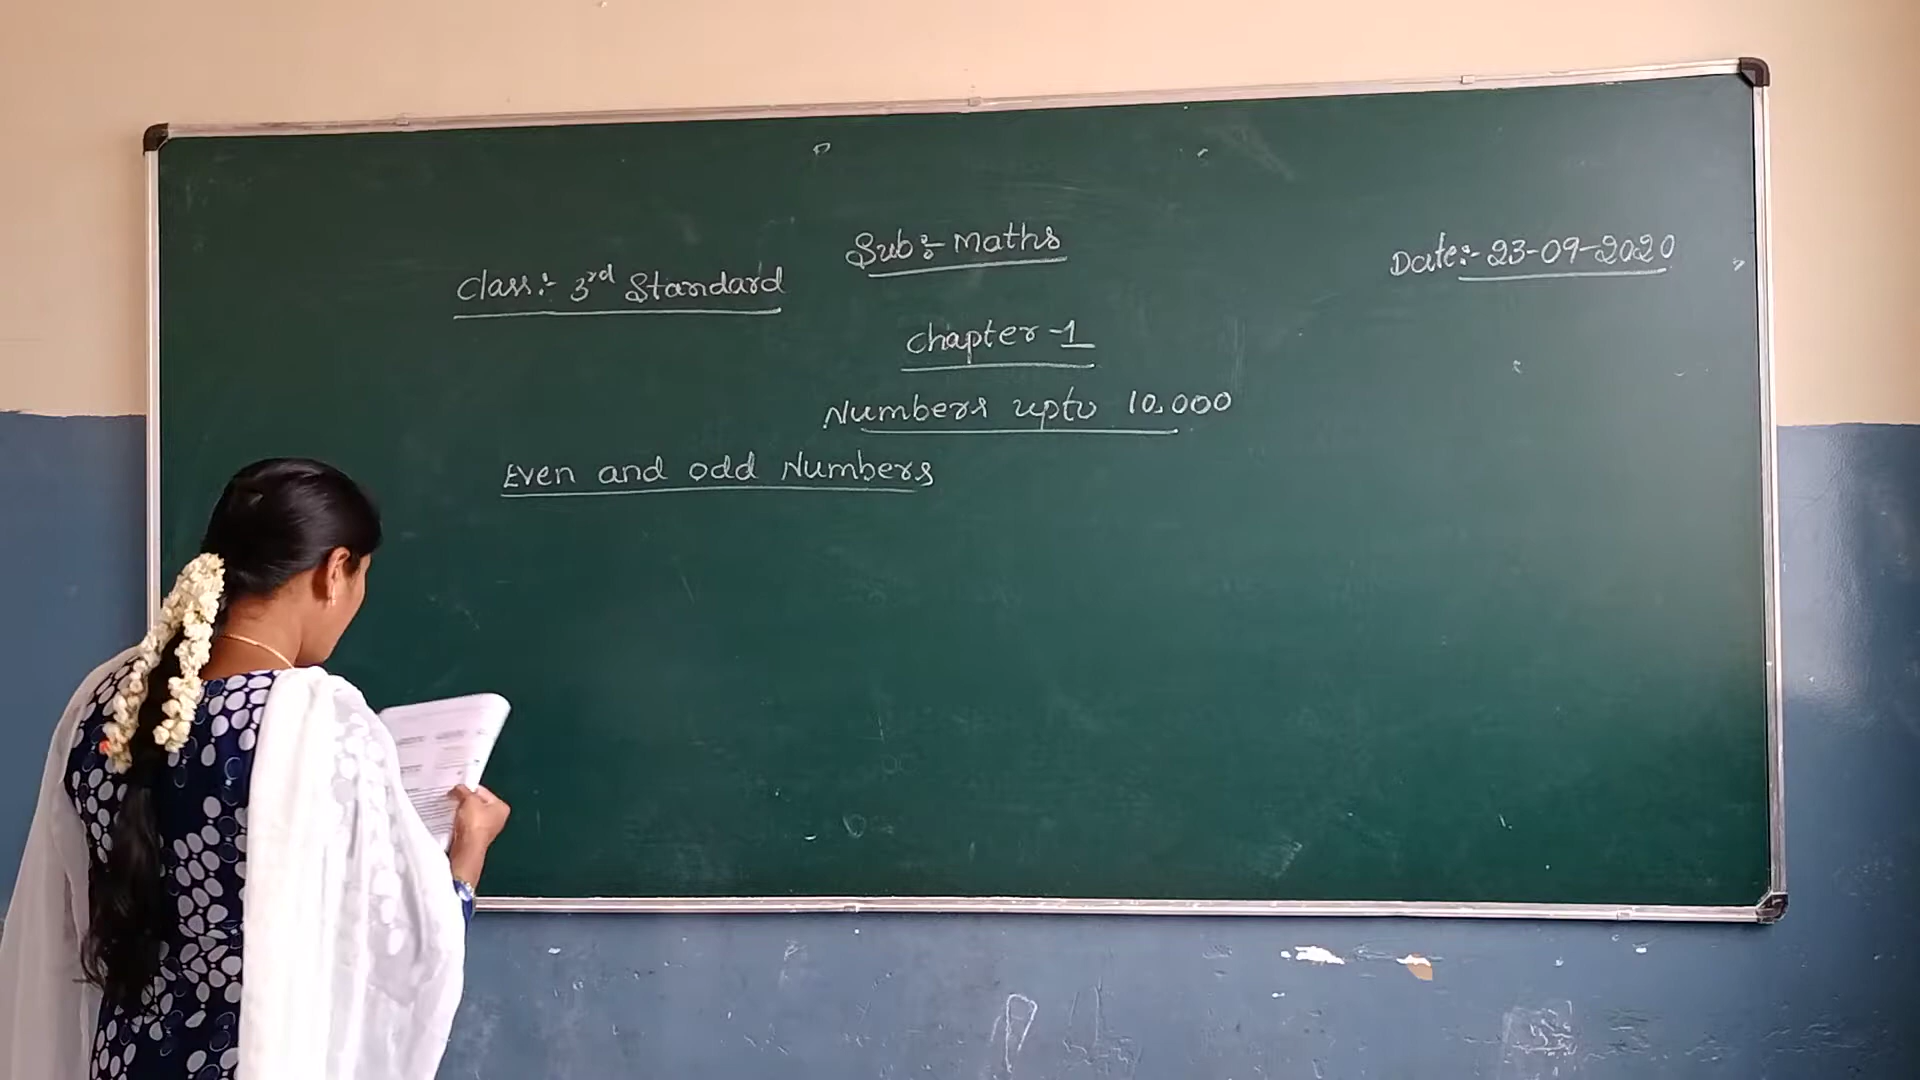 Sub:- Maths
Date:- 23-09-2020
Class:- 3rd Standard
Chapter-1
Numbers upto 10,000
Even and odd Numbers